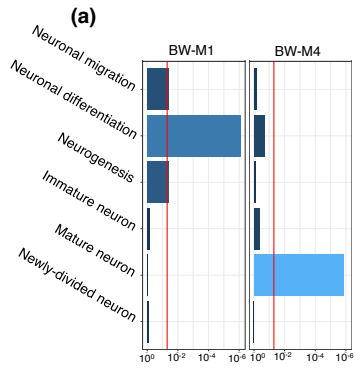 (a)
BW-M1 BW-M4
Neuronal migration
Neuronal differentiation
Neurogenesis
Immature neuron
Mature neuron
Newly-divided neuron
10⁰ 10⁻² 10⁻⁴ 10⁻⁶ 10⁰ 10⁻² 10⁻⁴ 10⁻⁶